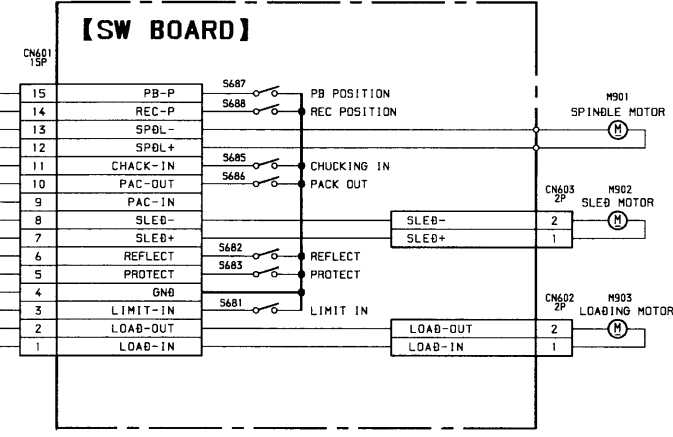 【SW BOARD】
CN601
15P
15 PB-P S687 PB POSITION
14 REC-P S688 REC POSITION
13 SPDL-
12 SPDL+
11 CHACK-IN S685 CHUCKING IN
10 PAC-OUT S686 PACK OUT
9 PAC-IN
8 SLED-
7 SLED+
6 REFLECT S682 REFLECT
5 PROTECT S683 PROTECT
4 GND
3 LIMIT-IN S681 LIMIT IN
2 LOAD-OUT
1 LOAD-IN
M901
SPINDLE MOTOR
M
CN603
2P
M902
SLED MOTOR
SLED- 2
SLED+ 1
M
CN602
2P
M903
LOADING MOTOR
LOAD-OUT 2
LOAD-IN 1
M